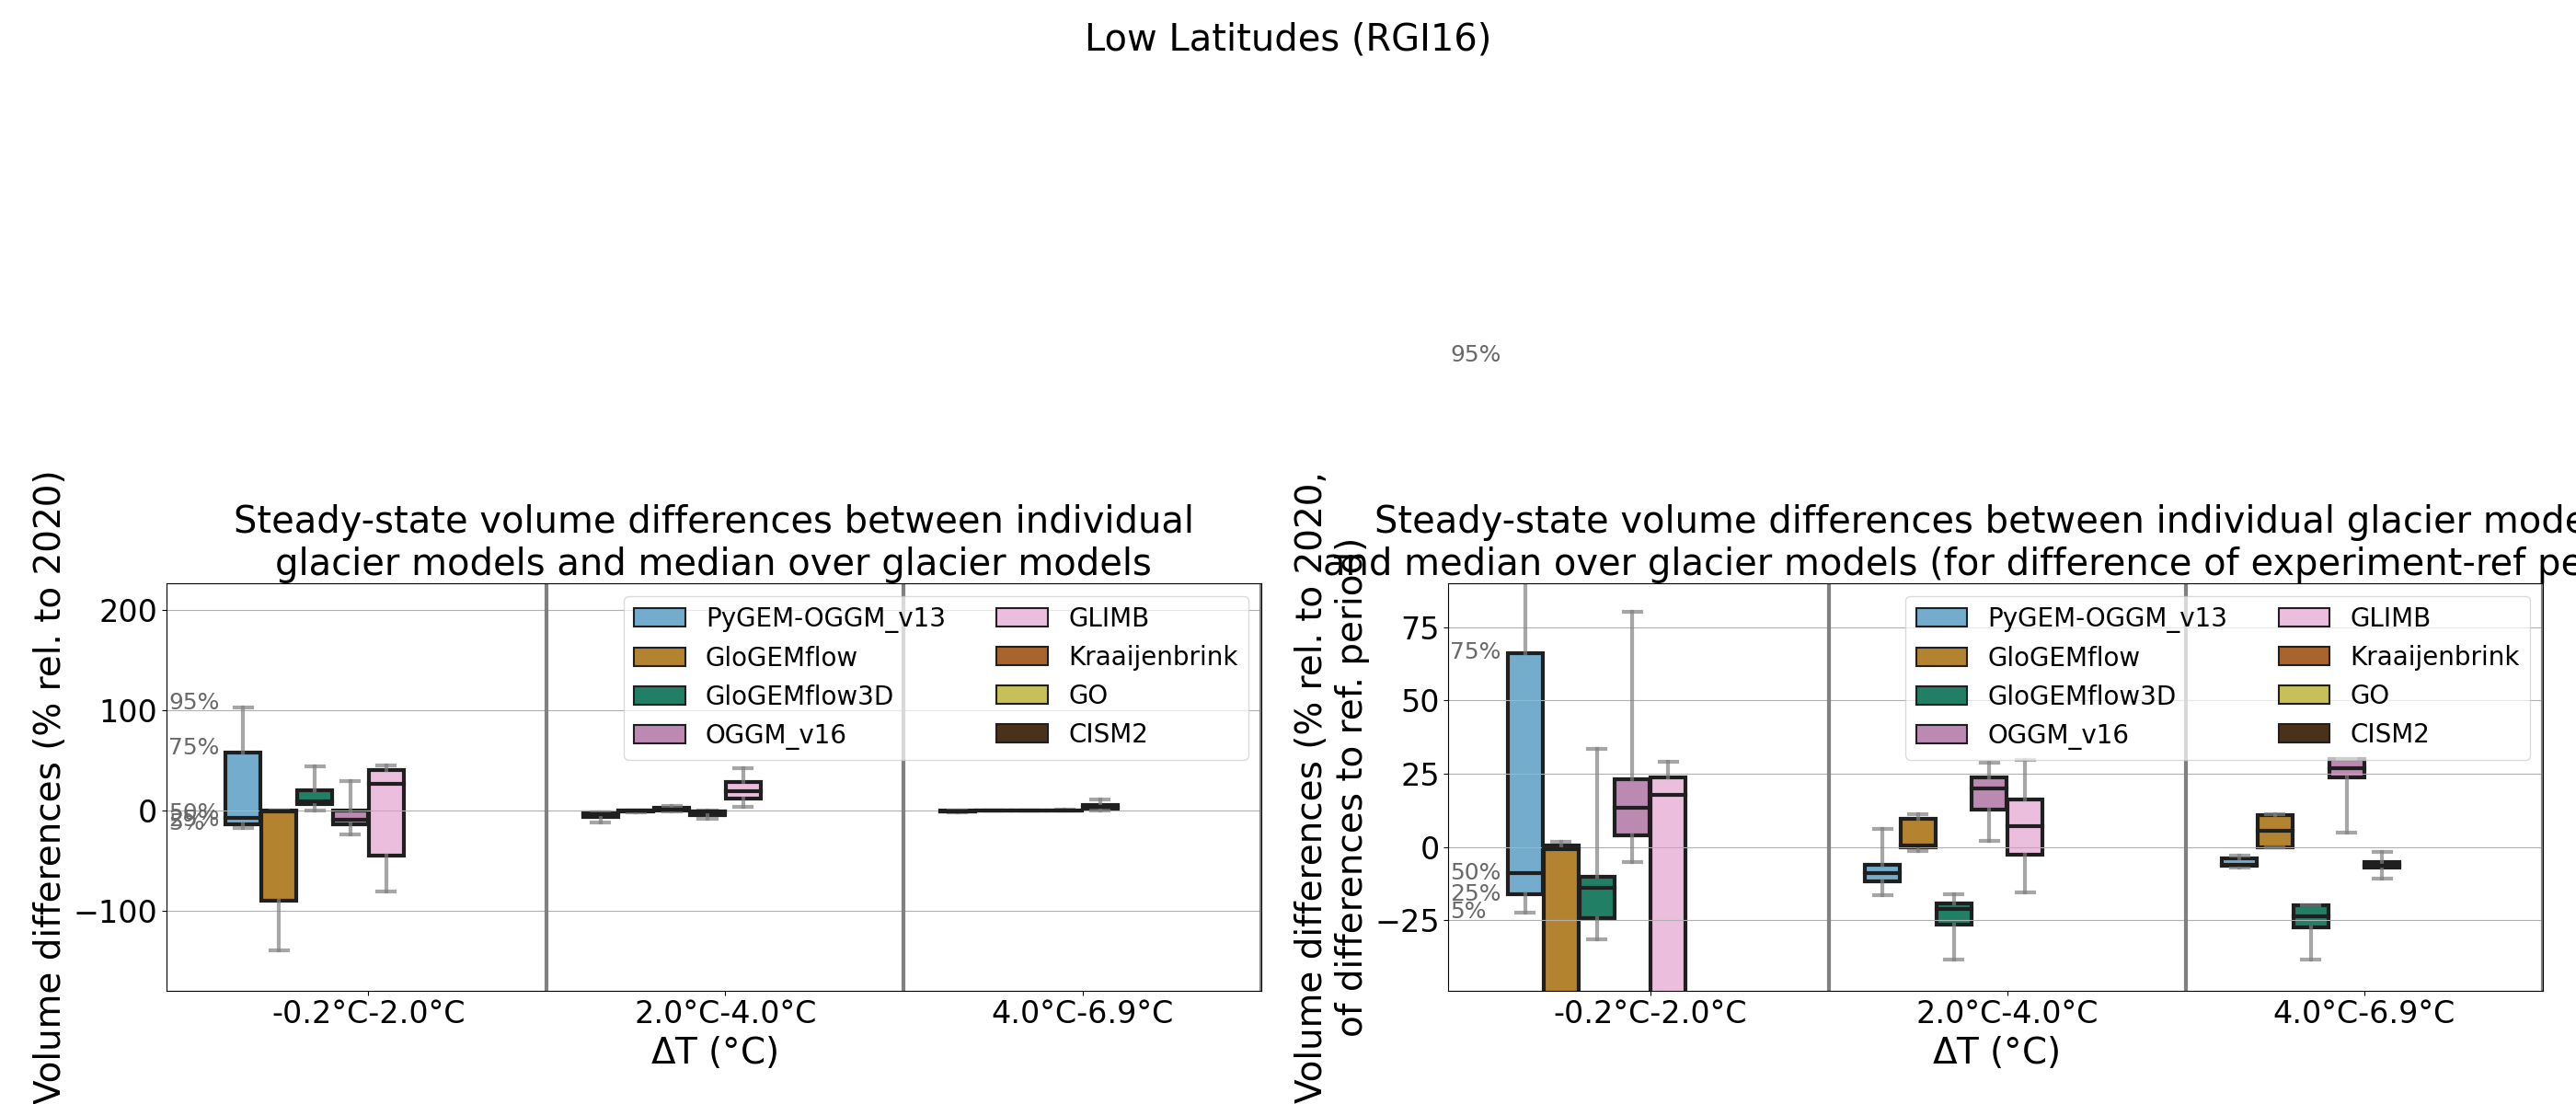 Low Latitudes (RGI16)
Steady-state volume differences between individual
glacier models and median over glacier models
Volume differences (% rel. to 2020)
200
100
0
−100
95%
75%
50%
25%
5%
PyGEM-OGGM_v13
GloGEMflow
GloGEMflow3D
OGGM_v16
GLIMB
Kraaijenbrink
GO
CISM2
-0.2°C-2.0°C
2.0°C-4.0°C
4.0°C-6.9°C
ΔT (°C)
95%
Steady-state volume differences between individual glacier mode
and median over glacier models (for difference of experiment-ref pe
Volume differences (% rel. to 2020,
of differences to ref. period)
75
50
25
0
−25
75%
50%
25%
5%
PyGEM-OGGM_v13
GloGEMflow
GloGEMflow3D
OGGM_v16
GLIMB
Kraaijenbrink
GO
CISM2
-0.2°C-2.0°C
2.0°C-4.0°C
4.0°C-6.9°C
ΔT (°C)